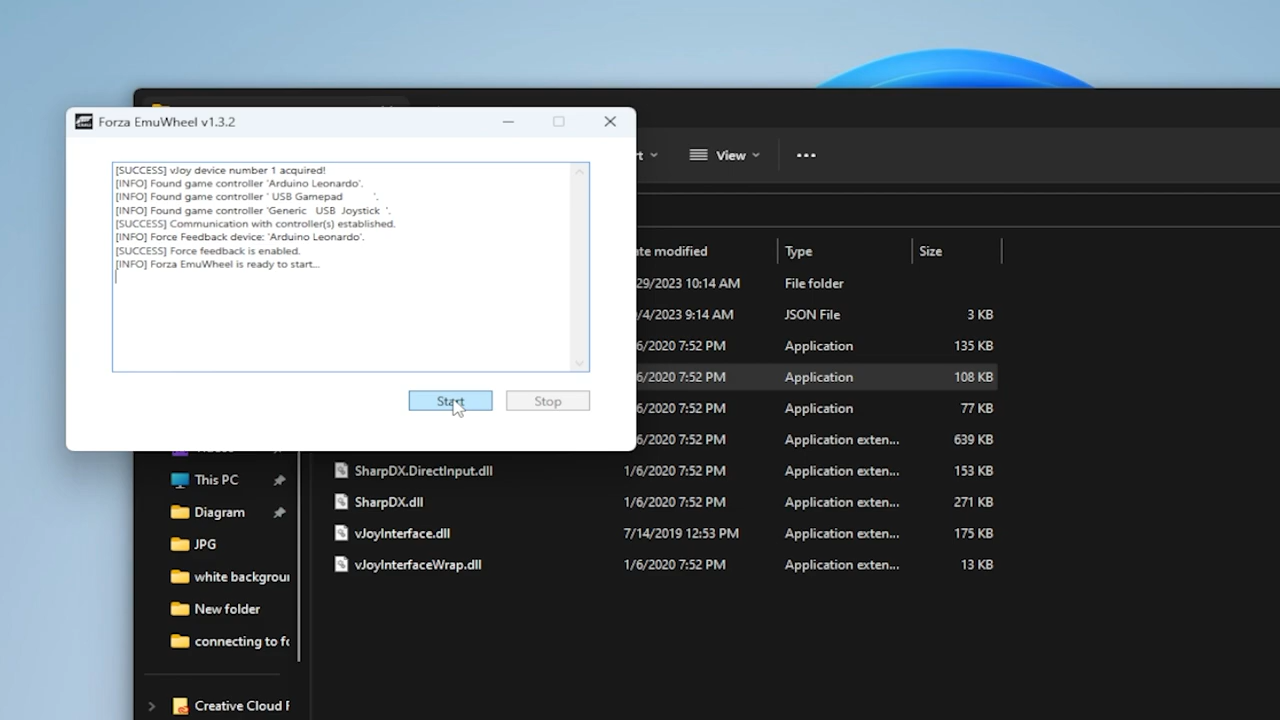 Forza EmuWheel v1.3.2
[SUCCESS] vJoy device number 1 acquired!
[INFO] Found game controller 'Arduino Leonardo'.
[INFO] Found game controller ' USB Gamepad          '.
[INFO] Found game controller 'Generic   USB  Joystick  '.
[SUCCESS] Communication with controller(s) established.
[INFO] Force Feedback device: 'Arduino Leonardo'.
[SUCCESS] Force feedback is enabled.
[INFO] Forza EmuWheel is ready to start...
Start Stop
View
modified Type Size
29/2023 10:14 AM File folder
/4/2023 9:14 AM JSON File 3 KB
6/2020 7:52 PM Application 135 KB
6/2020 7:52 PM Application 108 KB
6/2020 7:52 PM Application 77 KB
6/2020 7:52 PM Application exten... 639 KB
SharpDX.DirectInput.dll 1/6/2020 7:52 PM Application exten... 153 KB
SharpDX.dll 1/6/2020 7:52 PM Application exten... 271 KB
vJoyInterface.dll 7/14/2019 12:53 PM Application exten... 175 KB
vJoyInterfaceWrap.dll 1/6/2020 7:52 PM Application exten... 13 KB
This PC
Diagram
JPG
white backgrou
New folder
connecting to fo
Creative Cloud F